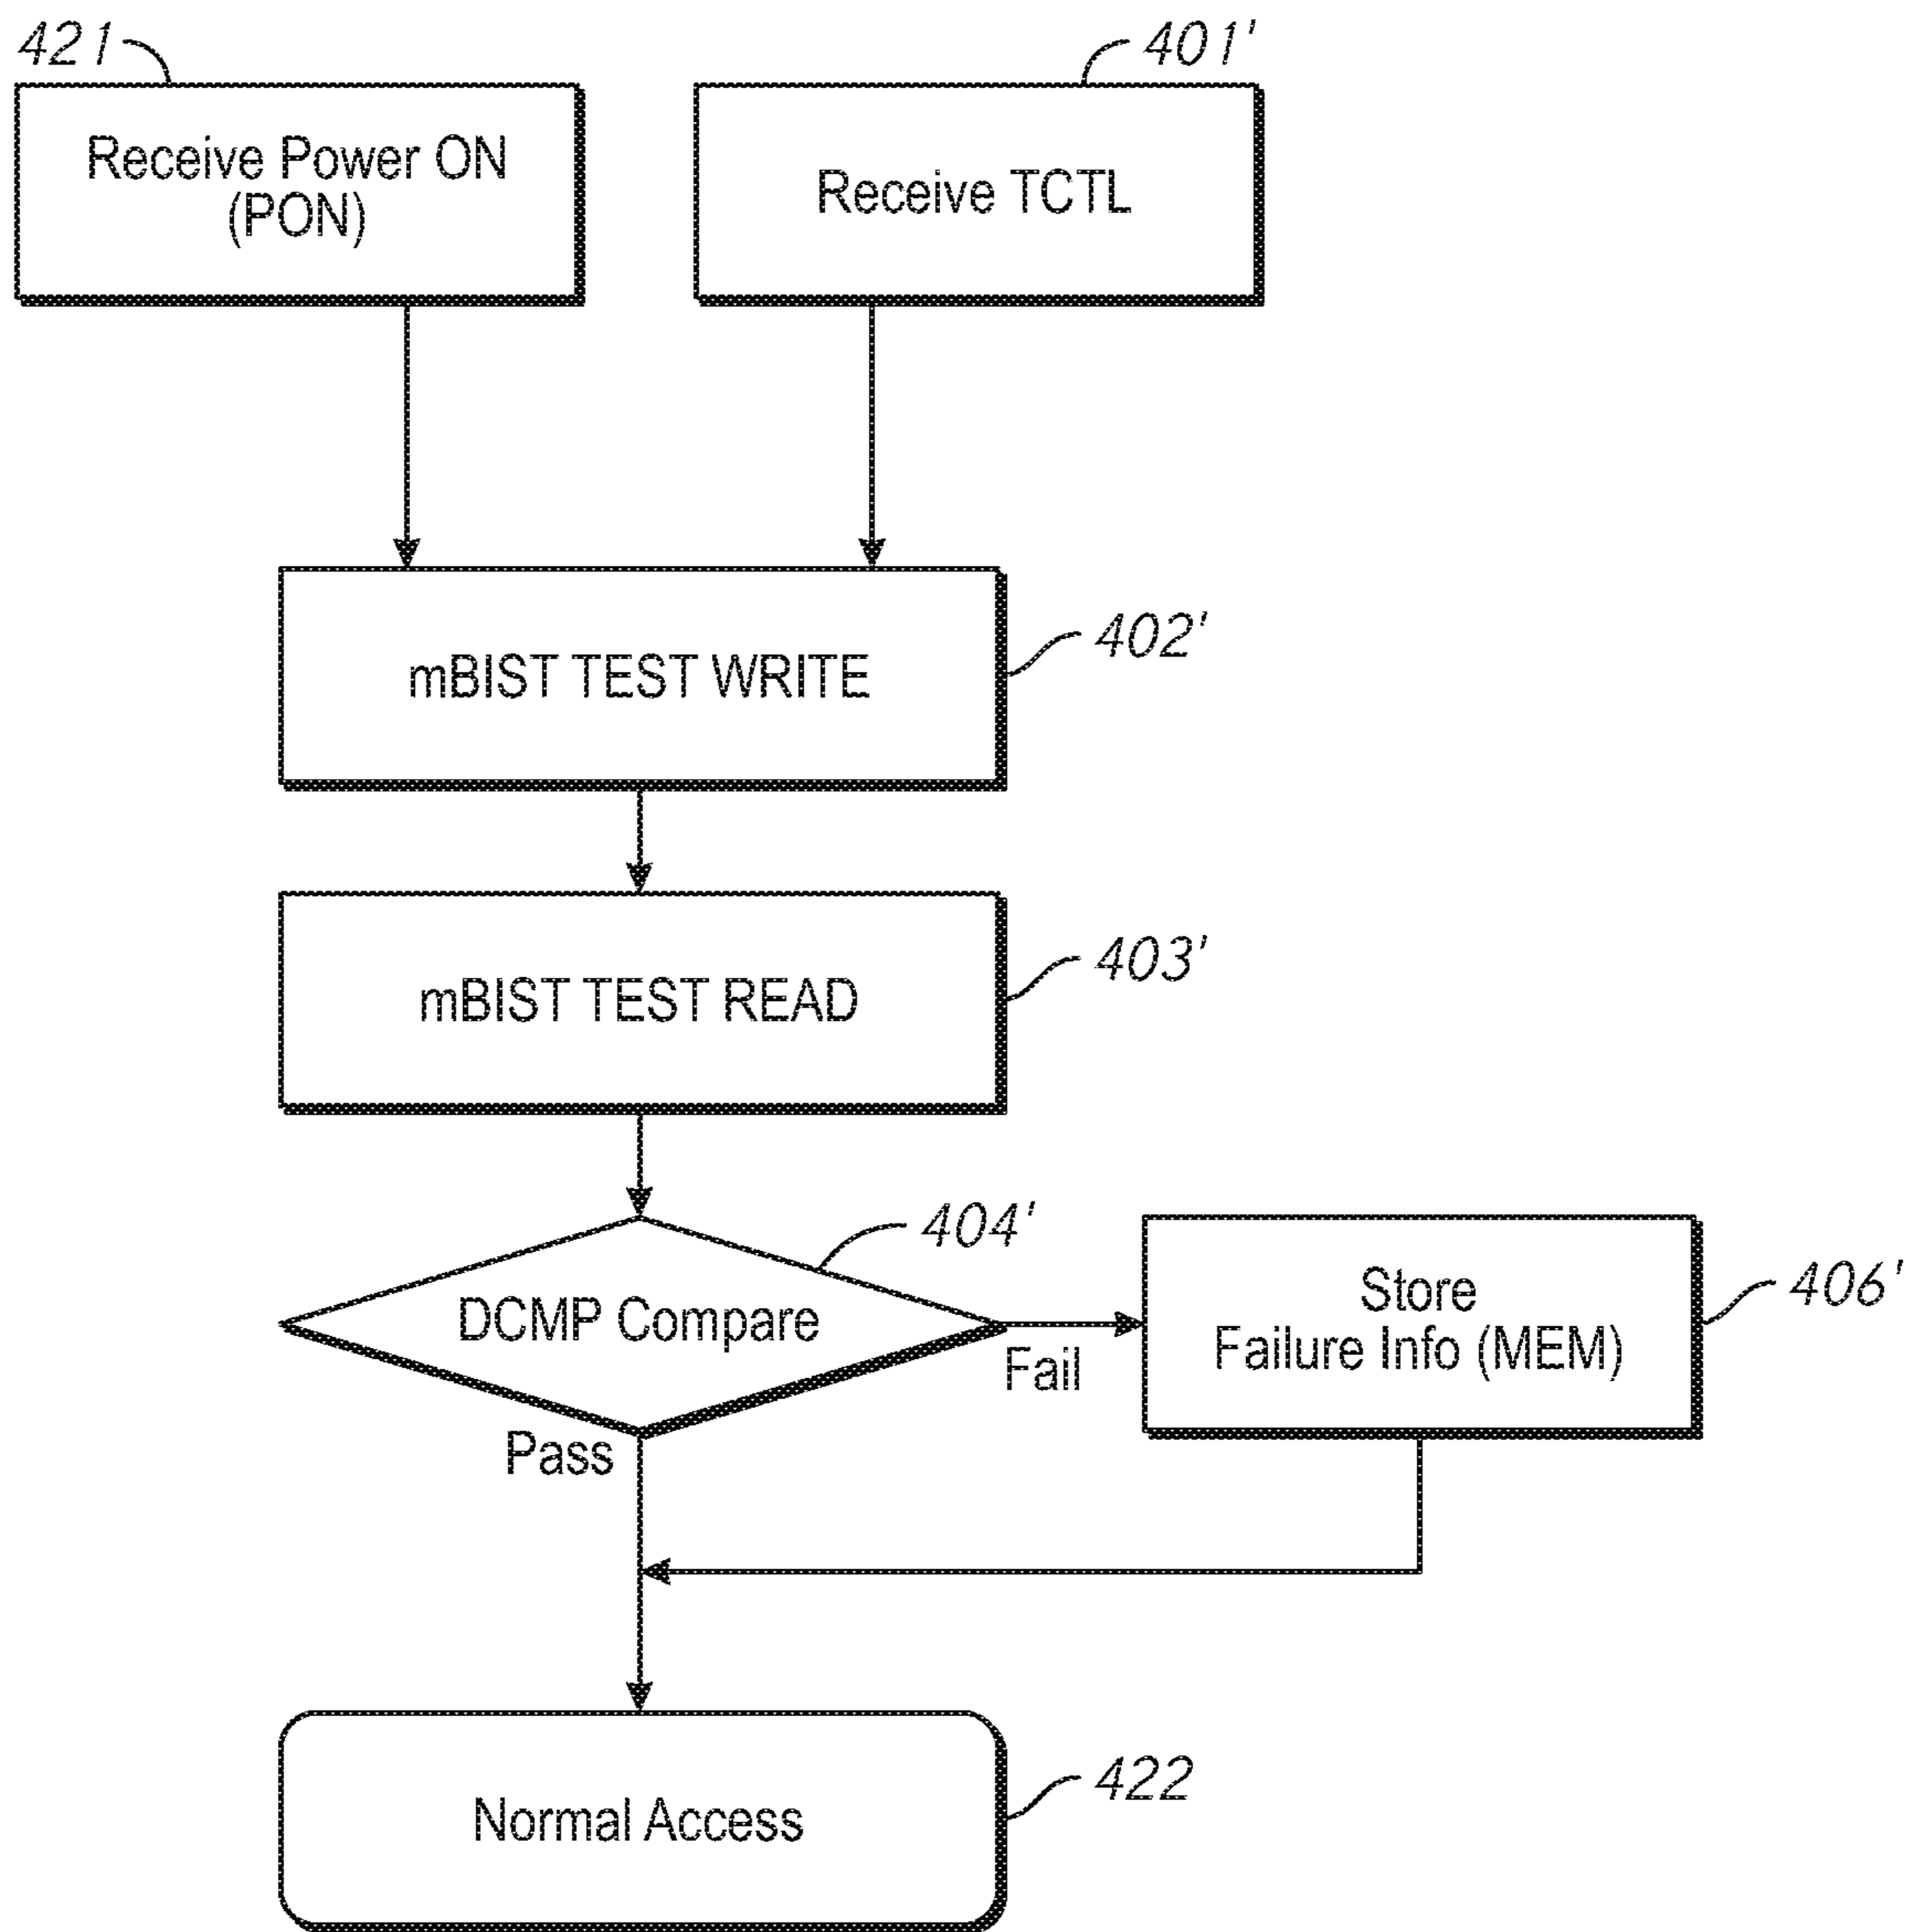 421
401'
Receive Power ON
(PON)
Receive TCTL
mBIST TEST WRITE
402'
mBIST TEST READ
403'
404'
DCMP Compare
Fail
Pass
Store
Failure Info (MEM)
406'
Normal Access
422